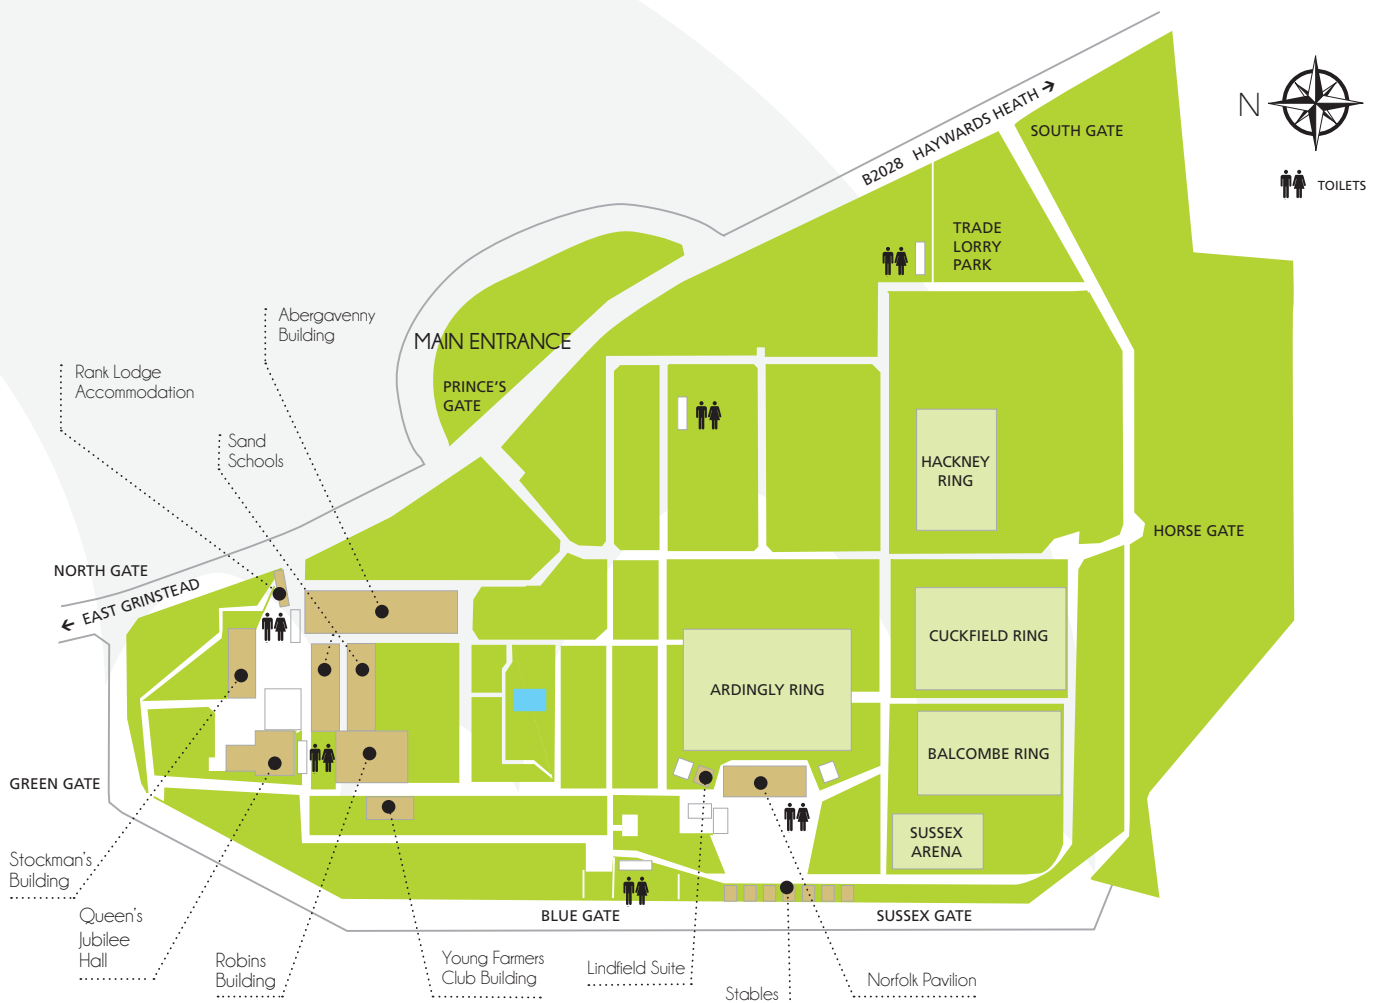 B2028 HAYWARDS HEATH →
SOUTH GATE
N
TOILETS
TRADE
LORRY
PARK
Abergavenny
Building
MAIN ENTRANCE
PRINCE'S
GATE
Rank Lodge
Accommodation
Sand
Schools
HACKNEY
RING
HORSE GATE
NORTH GATE
← EAST GRINSTEAD
CUCKFIELD RING
ARDINGLY RING
BALCOMBE RING
GREEN GATE
SUSSEX
ARENA
Stockman's
Building
Queen's
Jubilee
Hall
BLUE GATE
SUSSEX GATE
Robins
Building
Young Farmers
Club Building
Lindfield Suite
Stables
Norfolk Pavilion